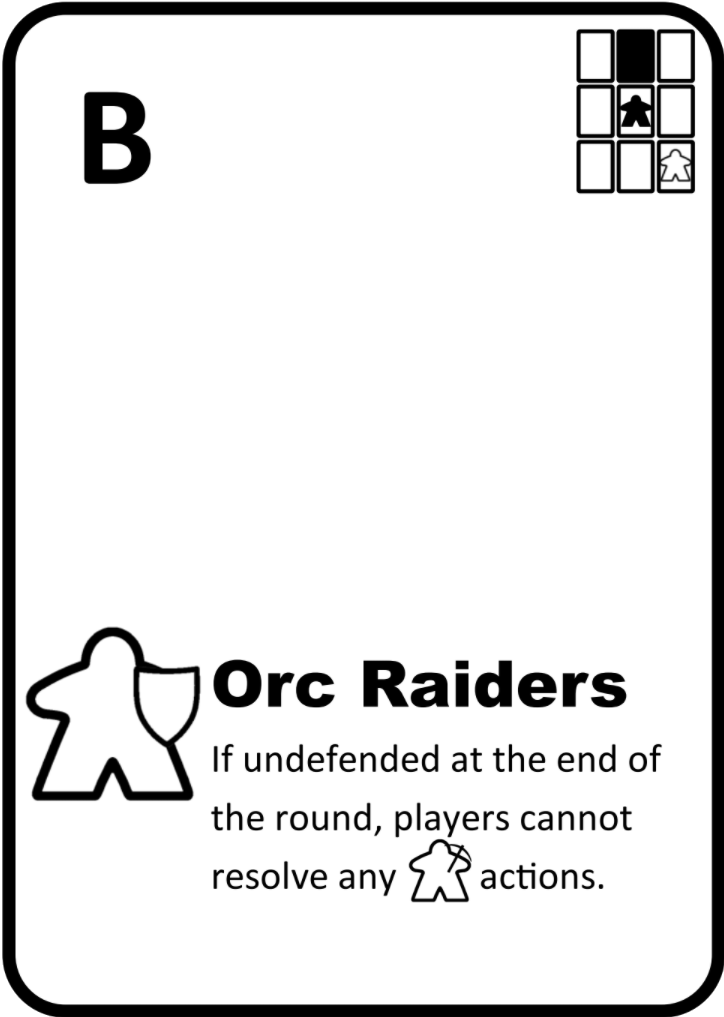 B
Orc Raiders
If undefended at the end of
the round, players cannot
resolve any actions.